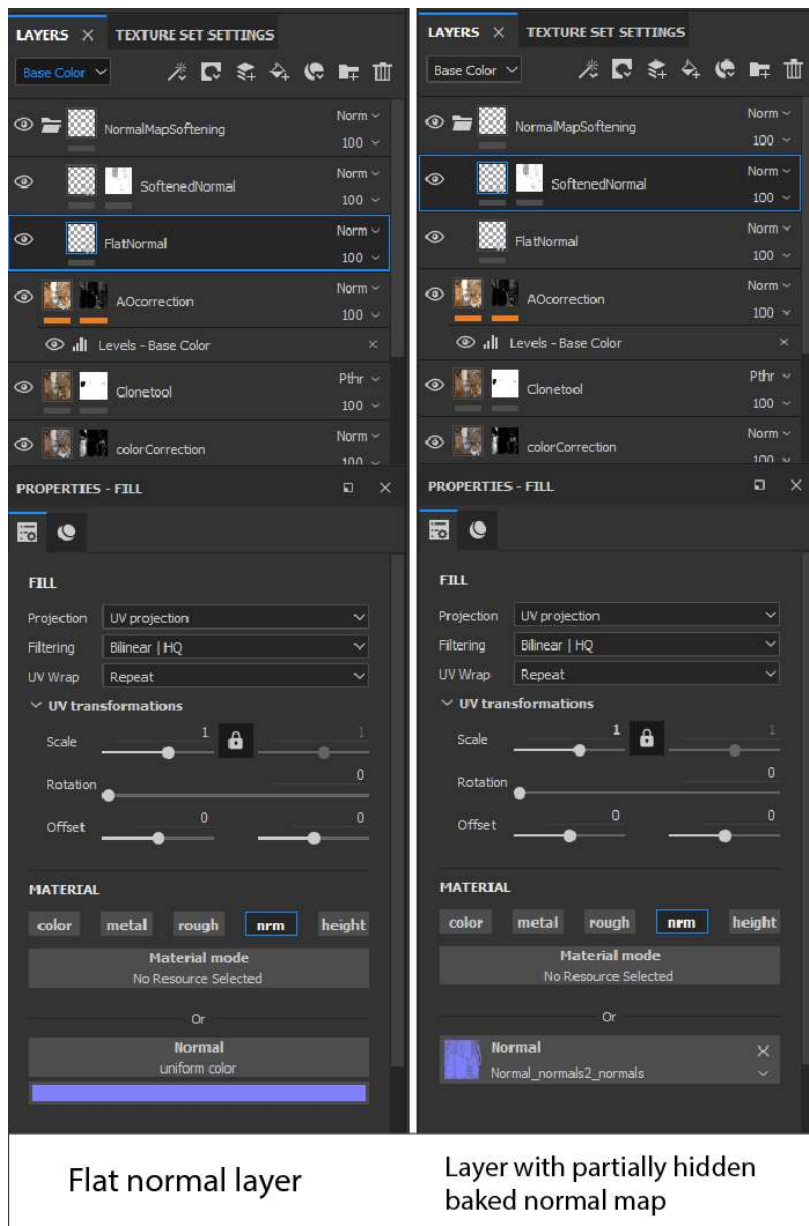 LAYERS × TEXTURE SET SETTINGS
Base Color
NormalMapSoftening Norm
100
SoftenedNormal Norm
100
FlatNormal Norm
100
AOcorrection Norm
100
Levels - Base Color ×
Clonetool Pthr
100
colorCorrection Norm
100
PROPERTIES - FILL ×
FILL
Projection UV projection
Filtering Bilinear | HQ
UV Wrap Repeat
UV transformations
Scale 1 1
Rotation 0
Offset 0 0
MATERIAL
color metal rough nrm height
Material mode
No Resource Selected
Or
Normal
uniform color
Flat normal layer
LAYERS × TEXTURE SET SETTINGS
Base Color
NormalMapSoftening Norm
100
SoftenedNormal Norm
100
FlatNormal Norm
100
AOcorrection Norm
100
Levels - Base Color ×
Clonetool Pthr
100
colorCorrection Norm
100
PROPERTIES - FILL ×
FILL
Projection UV projection
Filtering Bilinear | HQ
UV Wrap Repeat
UV transformations
Scale 1 1
Rotation 0
Offset 0 0
MATERIAL
color metal rough nrm height
Material mode
No Resource Selected
Or
Normal ×
Normal_normals2_normals
Layer with partially hidden
baked normal map